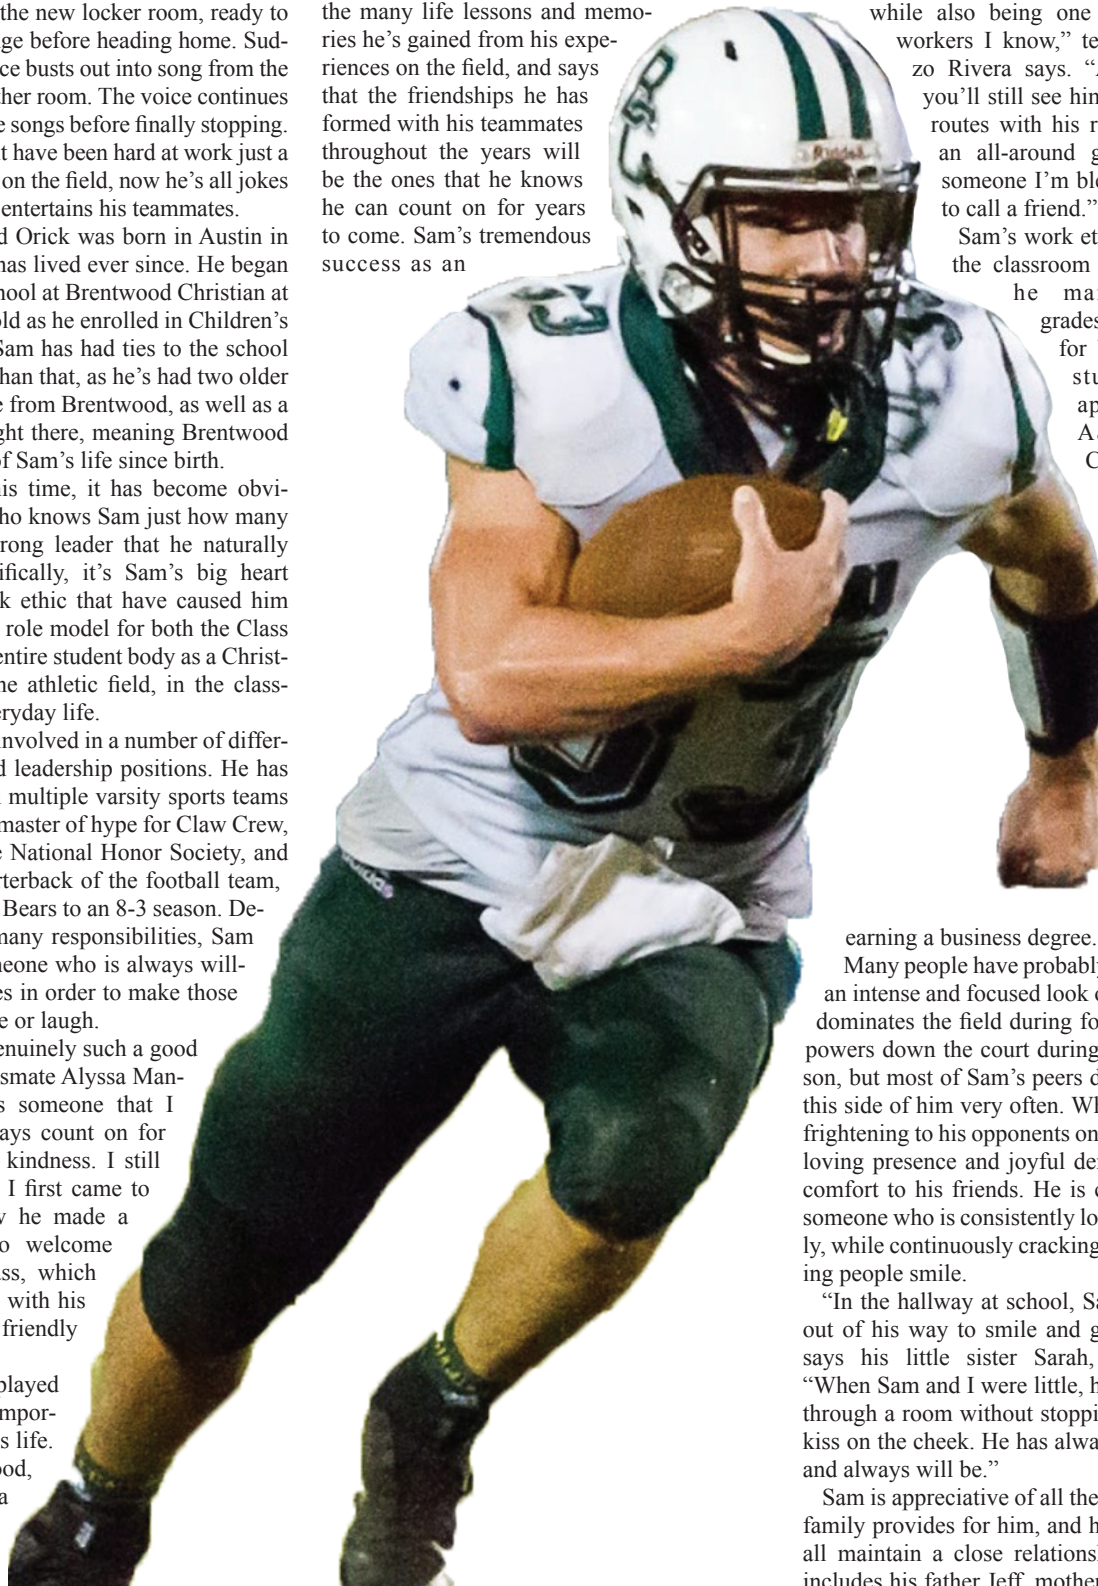 the new locker room, ready to
ge before heading home. Sud-
ce busts out into song from the
her room. The voice continues
e songs before finally stopping.
t have been hard at work just a
on the field, now he's all jokes
entertains his teammates.
d Orick was born in Austin in
has lived ever since. He began
hool at Brentwood Christian at
old as he enrolled in Children's
Sam has had ties to the school
han that, as he's had two older
e from Brentwood, as well as a
ght there, meaning Brentwood
of Sam's life since birth.
his time, it has become obvi-
ho knows Sam just how many
rong leader that he naturally
ifically, it's Sam's big heart
k ethic that have caused him
role model for both the Class
entire student body as a Christ-
he athletic field, in the class-
eryday life.
involved in a number of differ-
d leadership positions. He has
multiple varsity sports teams
master of hype for Claw Crew,
e National Honor Society, and
rterback of the football team,
Bears to an 8-3 season. De-
many responsibilities, Sam
neone who is always will-
es in order to make those
e or laugh.
enuinely such a good
smate Alyssa Man-
s someone that I
ays count on for
kindness. I still
I first came to
w he made a
o welcome
ss, which
with his
friendly
played
mpor-
s life.
ood,
a
the many life lessons and memo-
ries he's gained from his expe-
riences on the field, and says
that the friendships he has
formed with his teammates
throughout the years will
be the ones that he knows
he can count on for years
to come. Sam's tremendous
success as an
while also being one
workers I know,” te
zo Rivera says. “A
you'll still see him
routes with his r
an all-around g
someone I'm ble
to call a friend.”
Sam's work et
the classroom
he mai
grades
for
stu
ap
A
C
earning a business degree.
Many people have probably
an intense and focused look o
dominates the field during fo
powers down the court during
son, but most of Sam's peers d
this side of him very often. Wh
frightening to his opponents on
loving presence and joyful de
comfort to his friends. He is c
someone who is consistently lo
ly, while continuously cracking
ing people smile.
“In the hallway at school, Sa
out of his way to smile and g
says his little sister Sarah,
“When Sam and I were little, h
through a room without stoppi
kiss on the cheek. He has alwa
and always will be.”
Sam is appreciative of all the
family provides for him, and h
all maintain a close relations
includes his father Jeff, mother
Riddell
adidas